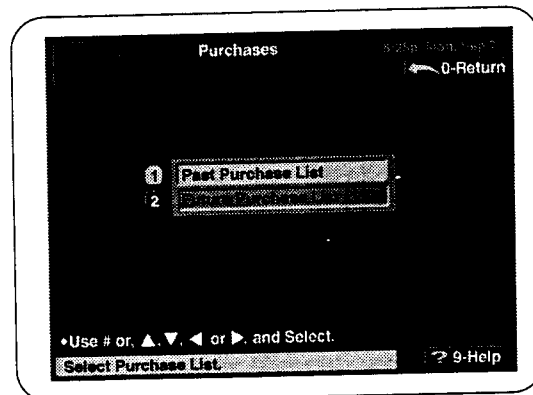 Purchases
0-Return
1 Past Purchase List
2
•Use # or, ▲, ▼, ◀ or ▶, and Select.
Select Purchase List.
? 9-Help